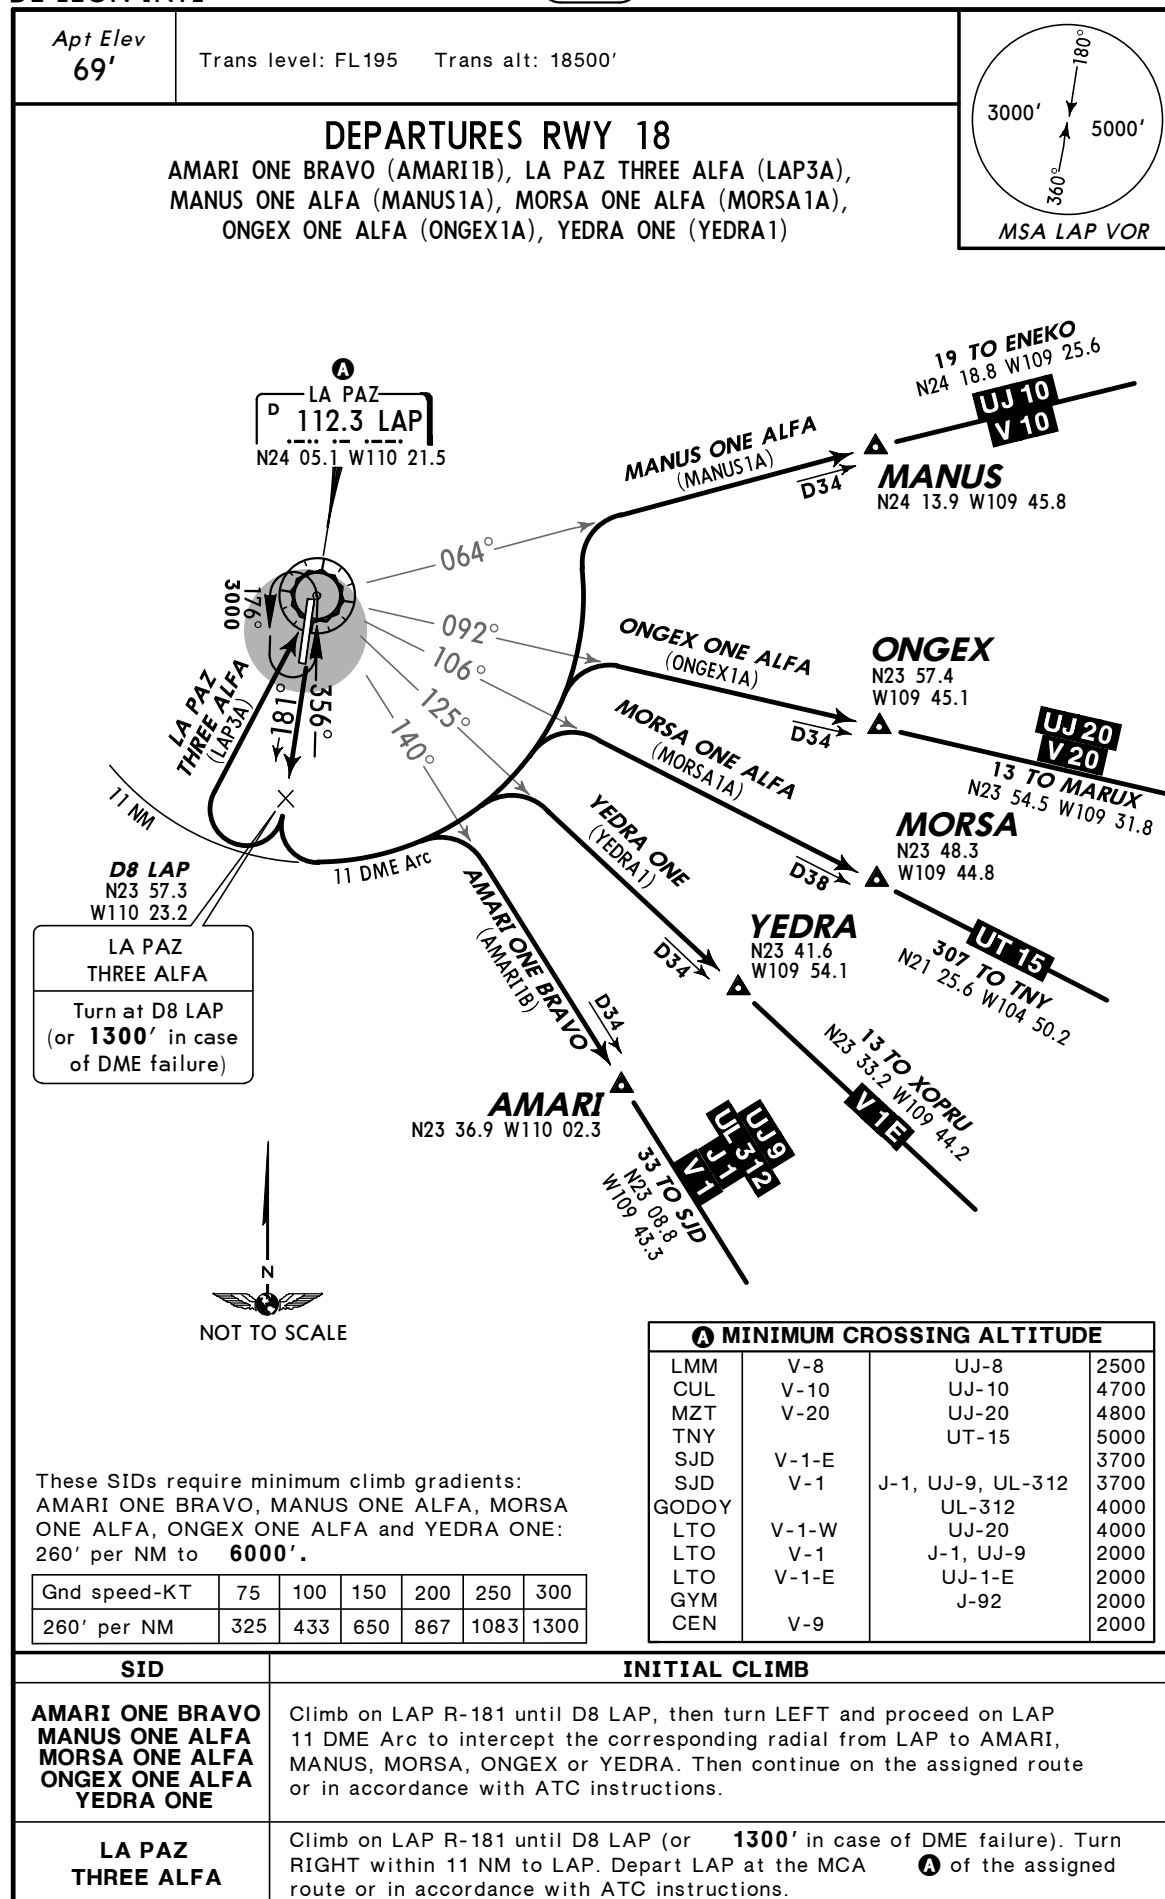 Apt Elev
69'
Trans level: FL195 Trans alt: 18500'
180°
3000'
5000'
360°
MSA LAP VOR
DEPARTURES RWY 18
AMARI ONE BRAVO (AMARI1B), LA PAZ THREE ALFA (LAP3A),
MANUS ONE ALFA (MANUS1A), MORSA ONE ALFA (MORSA1A),
ONGEX ONE ALFA (ONGEX1A), YEDRA ONE (YEDRA1)
A
LA PAZ
D 112.3 LAP
N24 05.1 W110 21.5
19 TO ENEKO
N24 18.8 W109 25.6
UJ 10
V 10
MANUS ONE ALFA
(MANUS1A)
D34
MANUS
N24 13.9 W109 45.8
064°
092°
106°
125°
140°
176°
3000
LA PAZ
THREE ALFA
(LAP3A)
181°
356°
ONGEX ONE ALFA
(ONGEX1A)
D34
ONGEX
N23 57.4
W109 45.1
UJ 20
V 20
13 TO MARUX
N23 54.5 W109 31.8
MORSA ONE ALFA
(MORSA1A)
D38
MORSA
N23 48.3
W109 44.8
UT 15
307 TO TNY
N21 25.6 W104 50.2
YEDRA ONE
(YEDRA1)
D34
YEDRA
N23 41.6
W109 54.1
13 TO XOPRU
N23 33.2 W109 44.2
V 1E
11 NM
11 DME Arc
D8 LAP
N23 57.3
W110 23.2
LA PAZ
THREE ALFA
Turn at D8 LAP
(or 1300' in case
of DME failure)
AMARI ONE BRAVO
(AMARI1B)
D34
AMARI
N23 36.9 W110 02.3
UJ 9
UL 312
J 1
V 1
33 TO SJD
N23 08.8
W109 43.3
N
NOT TO SCALE
A MINIMUM CROSSING ALTITUDE
LMM V-8 UJ-8 2500
CUL V-10 UJ-10 4700
MZT V-20 UJ-20 4800
TNY UT-15 5000
SJD V-1-E 3700
SJD V-1 J-1, UJ-9, UL-312 3700
GODOY UL-312 4000
LTO V-1-W UJ-20 4000
LTO V-1 J-1, UJ-9 2000
LTO V-1-E UJ-1-E 2000
GYM J-92 2000
CEN V-9 2000
These SIDs require minimum climb gradients:
AMARI ONE BRAVO, MANUS ONE ALFA, MORSA
ONE ALFA, ONGEX ONE ALFA and YEDRA ONE:
260' per NM to 6000'.
Gnd speed-KT 75 100 150 200 250 300
260' per NM 325 433 650 867 1083 1300
SID INITIAL CLIMB
AMARI ONE BRAVO
MANUS ONE ALFA
MORSA ONE ALFA
ONGEX ONE ALFA
YEDRA ONE
Climb on LAP R-181 until D8 LAP, then turn LEFT and proceed on LAP
11 DME Arc to intercept the corresponding radial from LAP to AMARI,
MANUS, MORSA, ONGEX or YEDRA. Then continue on the assigned route
or in accordance with ATC instructions.
LA PAZ
THREE ALFA
Climb on LAP R-181 until D8 LAP (or 1300' in case of DME failure). Turn
RIGHT within 11 NM to LAP. Depart LAP at the MCA A of the assigned
route or in accordance with ATC instructions.